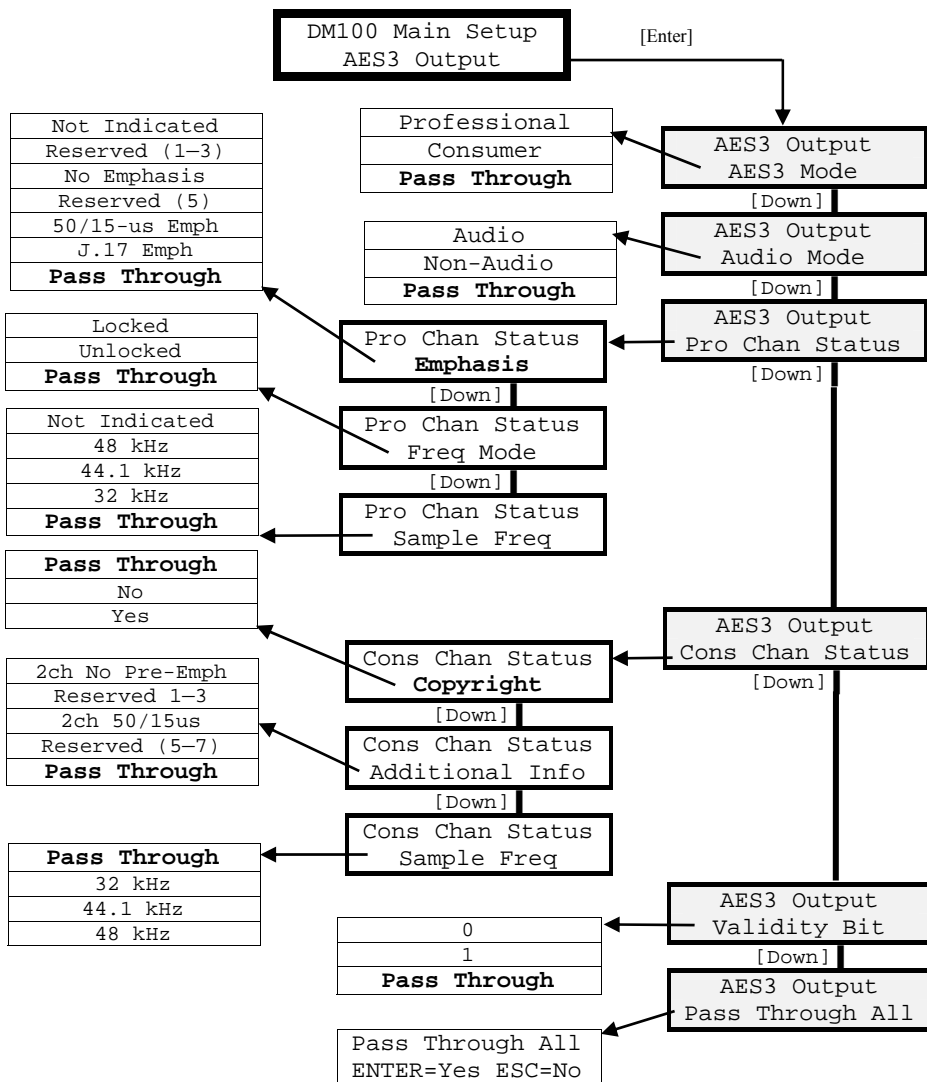 DM100 Main Setup
AES3 Output
[Enter]
AES3 Output
AES3 Mode
Professional
Consumer
Pass Through
[Down]
AES3 Output
Audio Mode
Audio
Non-Audio
Pass Through
[Down]
AES3 Output
Pro Chan Status
Pro Chan Status
Emphasis
Not Indicated
Reserved (1–3)
No Emphasis
Reserved (5)
50/15-us Emph
J.17 Emph
Pass Through
[Down]
Pro Chan Status
Freq Mode
Locked
Unlocked
Pass Through
[Down]
Pro Chan Status
Sample Freq
Not Indicated
48 kHz
44.1 kHz
32 kHz
Pass Through
[Down]
AES3 Output
Cons Chan Status
Cons Chan Status
Copyright
Pass Through
No
Yes
[Down]
Cons Chan Status
Additional Info
2ch No Pre-Emph
Reserved 1–3
2ch 50/15us
Reserved (5–7)
Pass Through
[Down]
Cons Chan Status
Sample Freq
Pass Through
32 kHz
44.1 kHz
48 kHz
[Down]
AES3 Output
Validity Bit
0
1
Pass Through
[Down]
AES3 Output
Pass Through All
Pass Through All
ENTER=Yes ESC=No